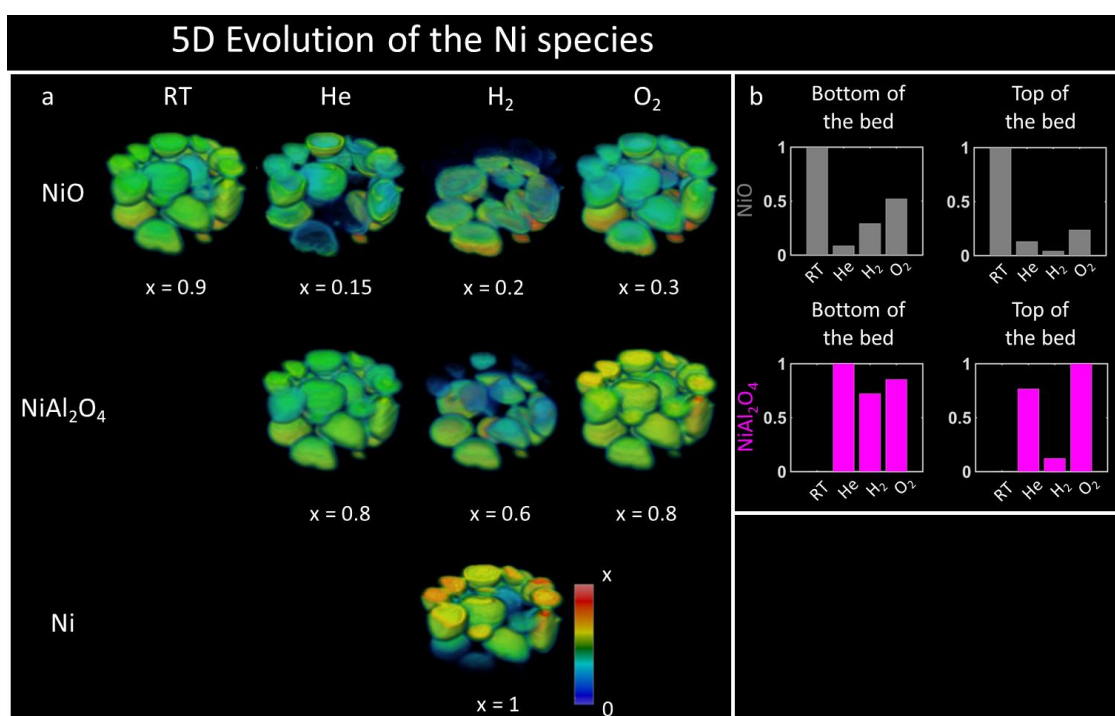 5D Evolution of the Ni species
a
RT
He
H₂
O₂
NiO
x = 0.9
x = 0.15
x = 0.2
x = 0.3
NiAl₂O₄
x = 0.8
x = 0.6
x = 0.8
Ni
x
0
x = 1
b
Bottom of
the bed
NiO
1
0.5
0
RT
He
H₂
O₂
Top of
the bed
1
0.5
0
RT
He
H₂
O₂
Bottom of
the bed
NiAl₂O₄
1
0.5
0
RT
He
H₂
O₂
Top of
the bed
1
0.5
0
RT
He
H₂
O₂